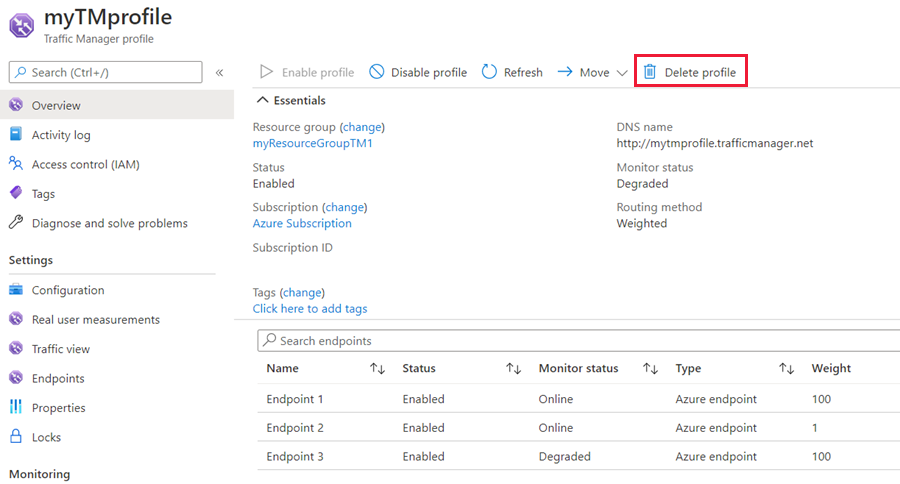 myTMprofile
Traffic Manager profile
Search (Ctrl+/)
«
Overview
Activity log
Access control (IAM)
Tags
Diagnose and solve problems
Settings
Configuration
Real user measurements
Traffic view
Endpoints
Properties
Locks
Monitoring
Enable profile Disable profile Refresh Move Delete profile
Essentials
Resource group (change)
myResourceGroupTM1
Status
Enabled
Subscription (change)
Azure Subscription
Subscription ID
DNS name
http://mytmprofile.trafficmanager.net
Monitor status
Degraded
Routing method
Weighted
Tags (change)
Click here to add tags
Search endpoints
Name Status Monitor status Type Weight
Endpoint 1 Enabled Online Azure endpoint 100
Endpoint 2 Enabled Online Azure endpoint 1
Endpoint 3 Enabled Degraded Azure endpoint 100